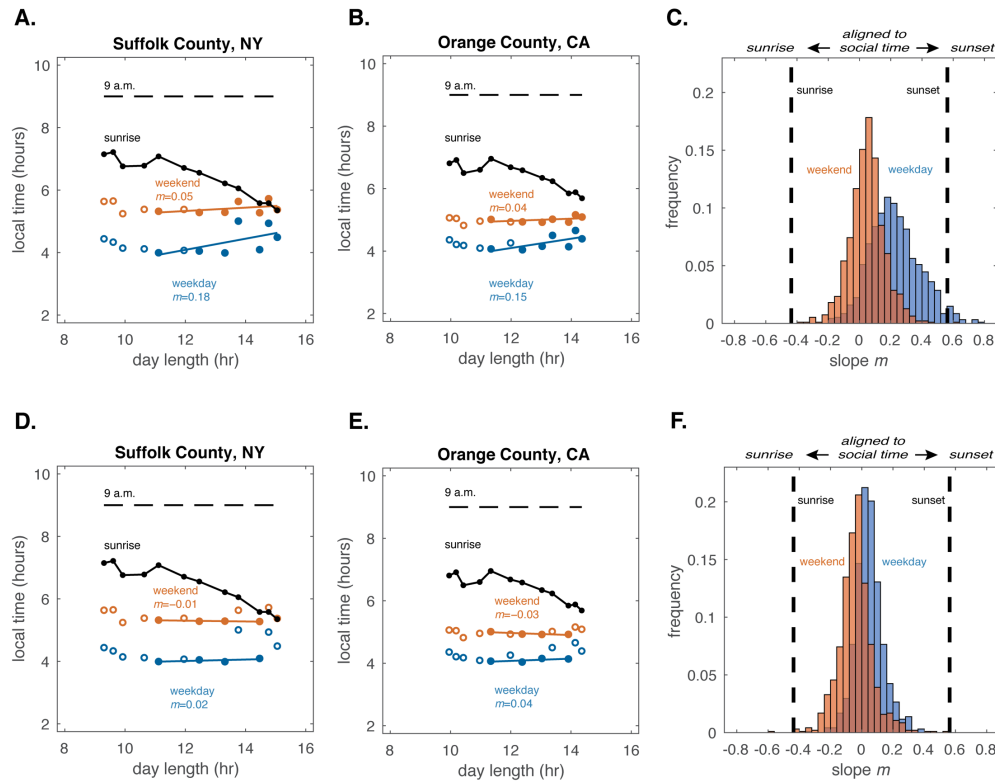 A.
Suffolk County, NY
10
8
6
4
2
local time (hours)
9 a.m.
sunrise
weekend
m=0.05
weekday
m=0.18
8
10
12
14
16
day length (hr)
B.
Orange County, CA
10
8
6
4
2
local time (hours)
9 a.m.
sunrise
weekend
m=0.04
weekday
m=0.15
8
10
12
14
16
day length (hr)
C.
aligned to
sunrise
social time
sunset
0.2
0.15
0.1
0.05
0
frequency
sunrise
sunset
weekend
weekday
-0.8
-0.6
-0.4
-0.2
0
0.2
0.4
0.6
0.8
slope m
D.
Suffolk County, NY
10
8
6
4
2
local time (hours)
9 a.m.
sunrise
weekend
m=−0.01
weekday
m=0.02
8
10
12
14
16
day length (hr)
E.
Orange County, CA
10
8
6
4
2
local time (hours)
9 a.m.
sunrise
weekend
m=−0.03
weekday
m=0.04
8
10
12
14
16
day length (hr)
F.
aligned to
sunrise
social time
sunset
0.2
0.15
0.1
0.05
0
frequency
sunrise
sunset
weekend
weekday
-0.8
-0.6
-0.4
-0.2
0
0.2
0.4
0.6
0.8
slope m